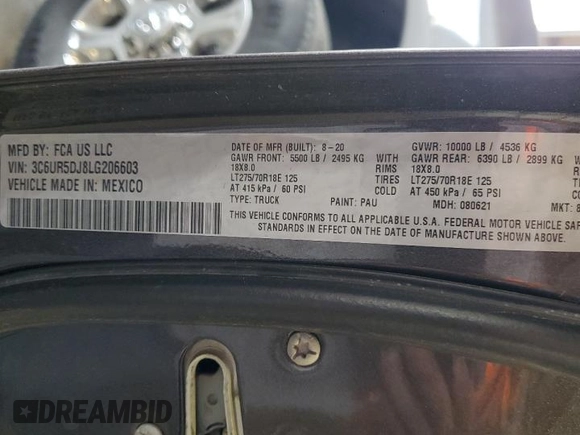 MFD BY: FCA US LLC
VIN: 3C6UR5DJ8LG206603
VEHICLE MADE IN: MEXICO
DATE OF MFR (BUILT): 8-20
GVWR: 10000 LB / 4536 KG
GAWR FRONT: 5500 LB / 2495 KG
WITH
GAWR REAR: 6390 LB / 2899 KG
18X8.0
RIMS
18X8.0
LT275/70R18E 125
TIRES
LT275/70R18E 125
AT 415 kPa / 60 PSI
COLD
AT 450 kPa / 65 PSI
TYPE: TRUCK
PAINT: PAU
MDH: 080621
MKT:
THIS VEHICLE CONFORMS TO ALL APPLICABLE U.S.A. FEDERAL MOTOR VEHICLE
STANDARDS IN EFFECT ON THE DATE OF MANUFACTURE SHOWN ABOVE.
DREAMBID